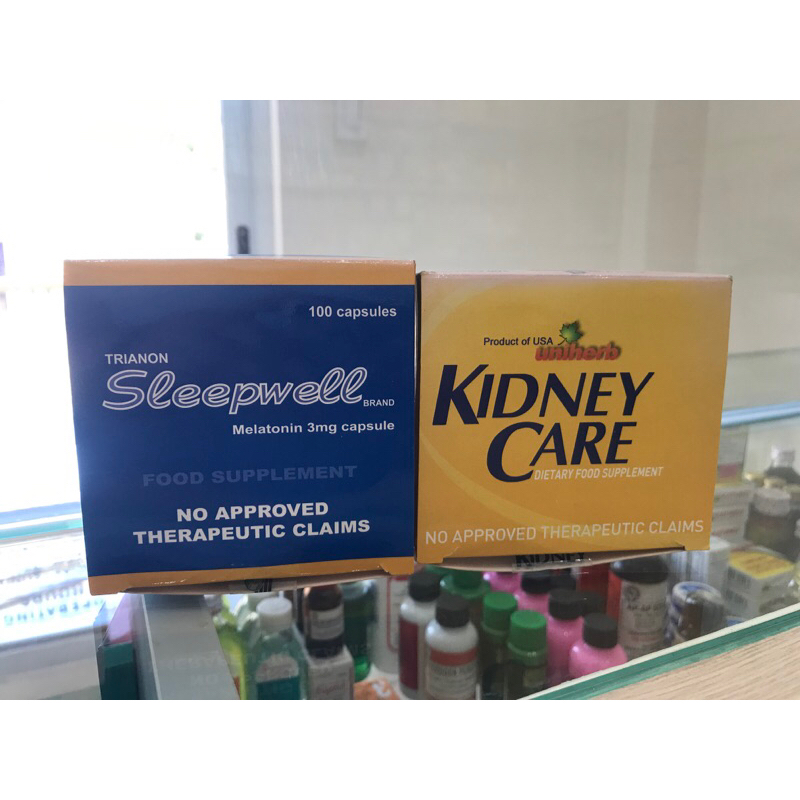 100 capsules
TRIANON
Sleepwell BRAND
Melatonin 3mg capsule
FOOD SUPPLEMENT
NO APPROVED
THERAPEUTIC CLAIMS
Product of USA
uniherb
KIDNEY
CARE
DIETARY FOOD SUPPLEMENT
NO APPROVED THERAPEUTIC CLAIMS
KIDNEY